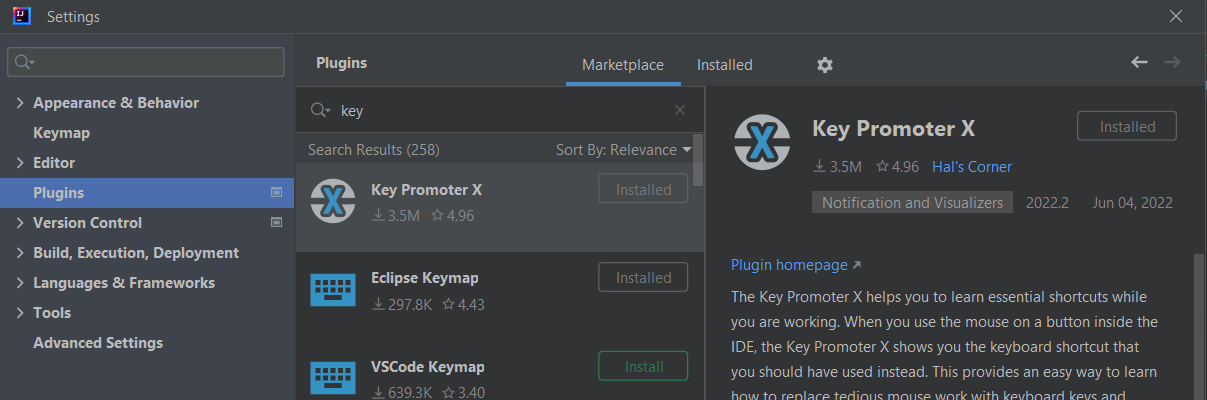 Settings
Plugins
Marketplace
Installed
Appearance & Behavior
Keymap
Editor
Plugins
Version Control
Build, Execution, Deployment
Languages & Frameworks
Tools
Advanced Settings
key
Search Results (258)
Sort By: Relevance
Key Promoter X
3.5M 4.96
Installed
Eclipse Keymap
297.8K 4.43
Installed
VSCode Keymap
639.3K 3.40
Install
Key Promoter X
Installed
3.5M 4.96 Hal's Corner
Notification and Visualizers 2022.2 Jun 04, 2022
Plugin homepage
The Key Promoter X helps you to learn essential shortcuts while
you are working. When you use the mouse on a button inside the
IDE, the Key Promoter X shows you the keyboard shortcut that
you should have used instead. This provides an easy way to learn
how to replace tedious mouse work with keyboard keys and